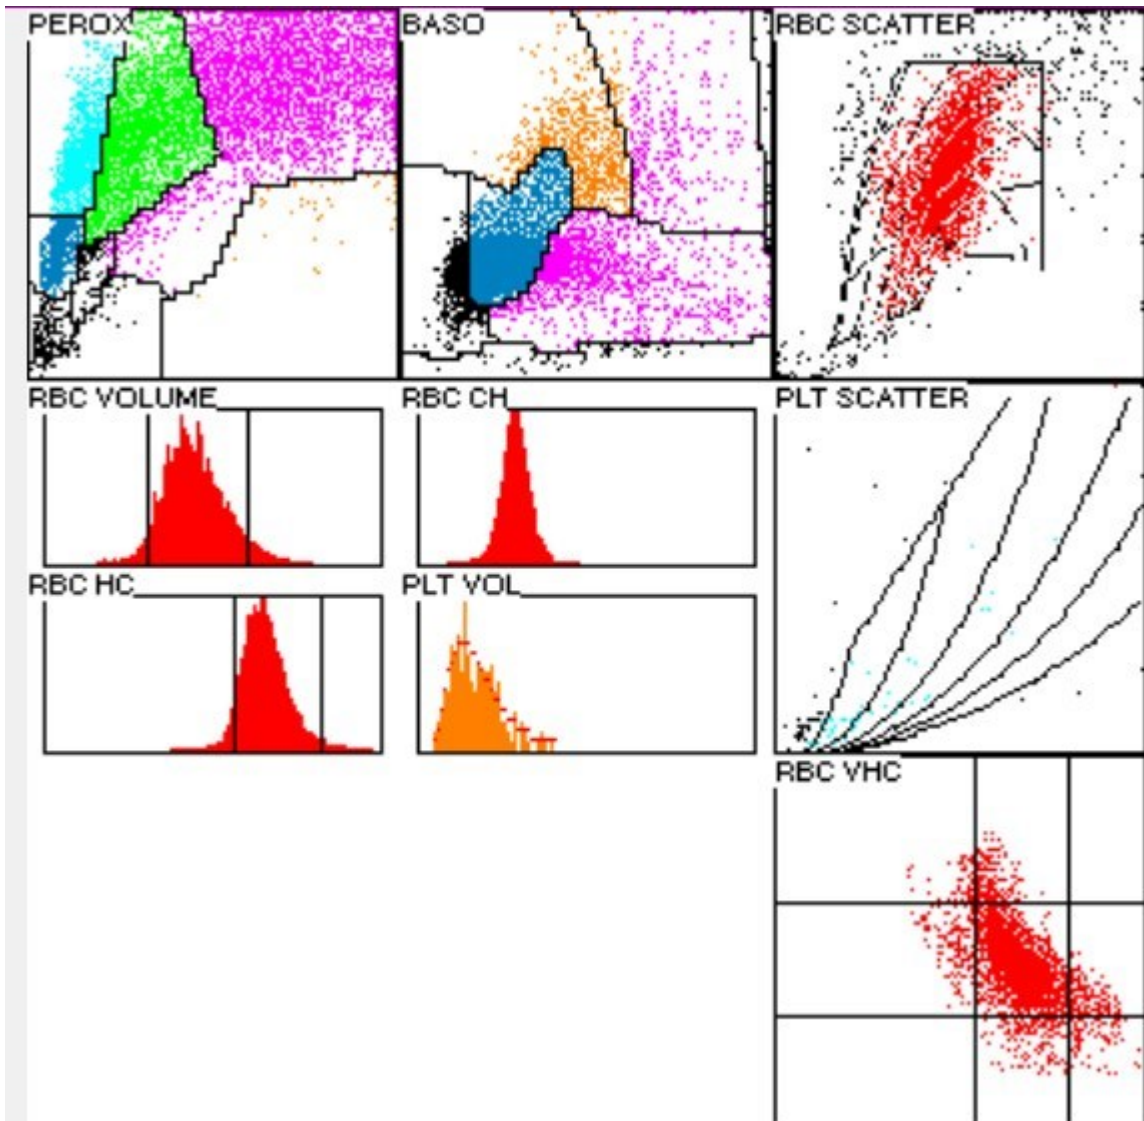 PEROX
BASO
RBC SCATTER
RBC VOLUME
RBC CH
PLT SCATTER
RBC HC
PLT VOL
RBC VHC